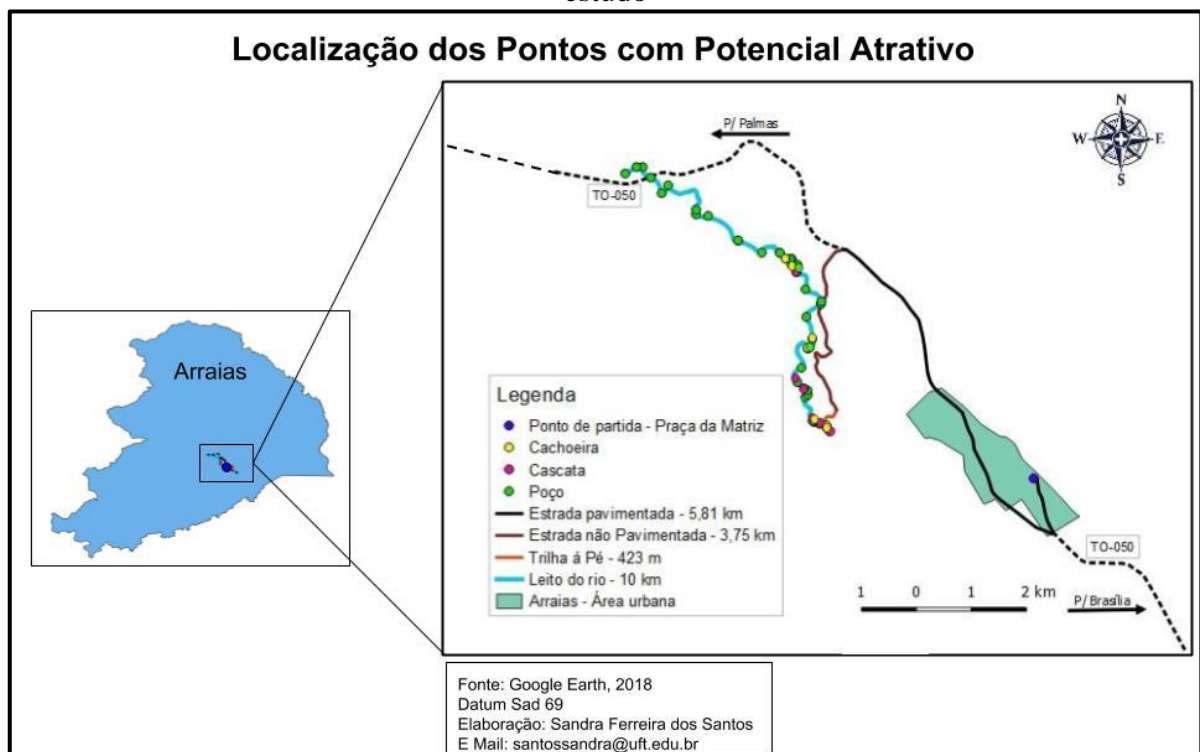 estudo
Localização dos Pontos com Potencial Atrativo
P/ Palmas
N
W
E
S
TO-050
Arraias
Legenda
Ponto de partida - Praça da Matriz
Cachoeira
Cascata
Poço
Estrada pavimentada - 5,81 km
Estrada não Pavimentada - 3,75 km
Trilha á Pé - 423 m
Leito do rio - 10 km
Arraias - Área urbana
TO-050
1 0 1 2 km
P/ Brasília
Fonte: Google Earth, 2018
Datum Sad 69
Elaboração: Sandra Ferreira dos Santos
E Mail: santossandra@uft.edu.br